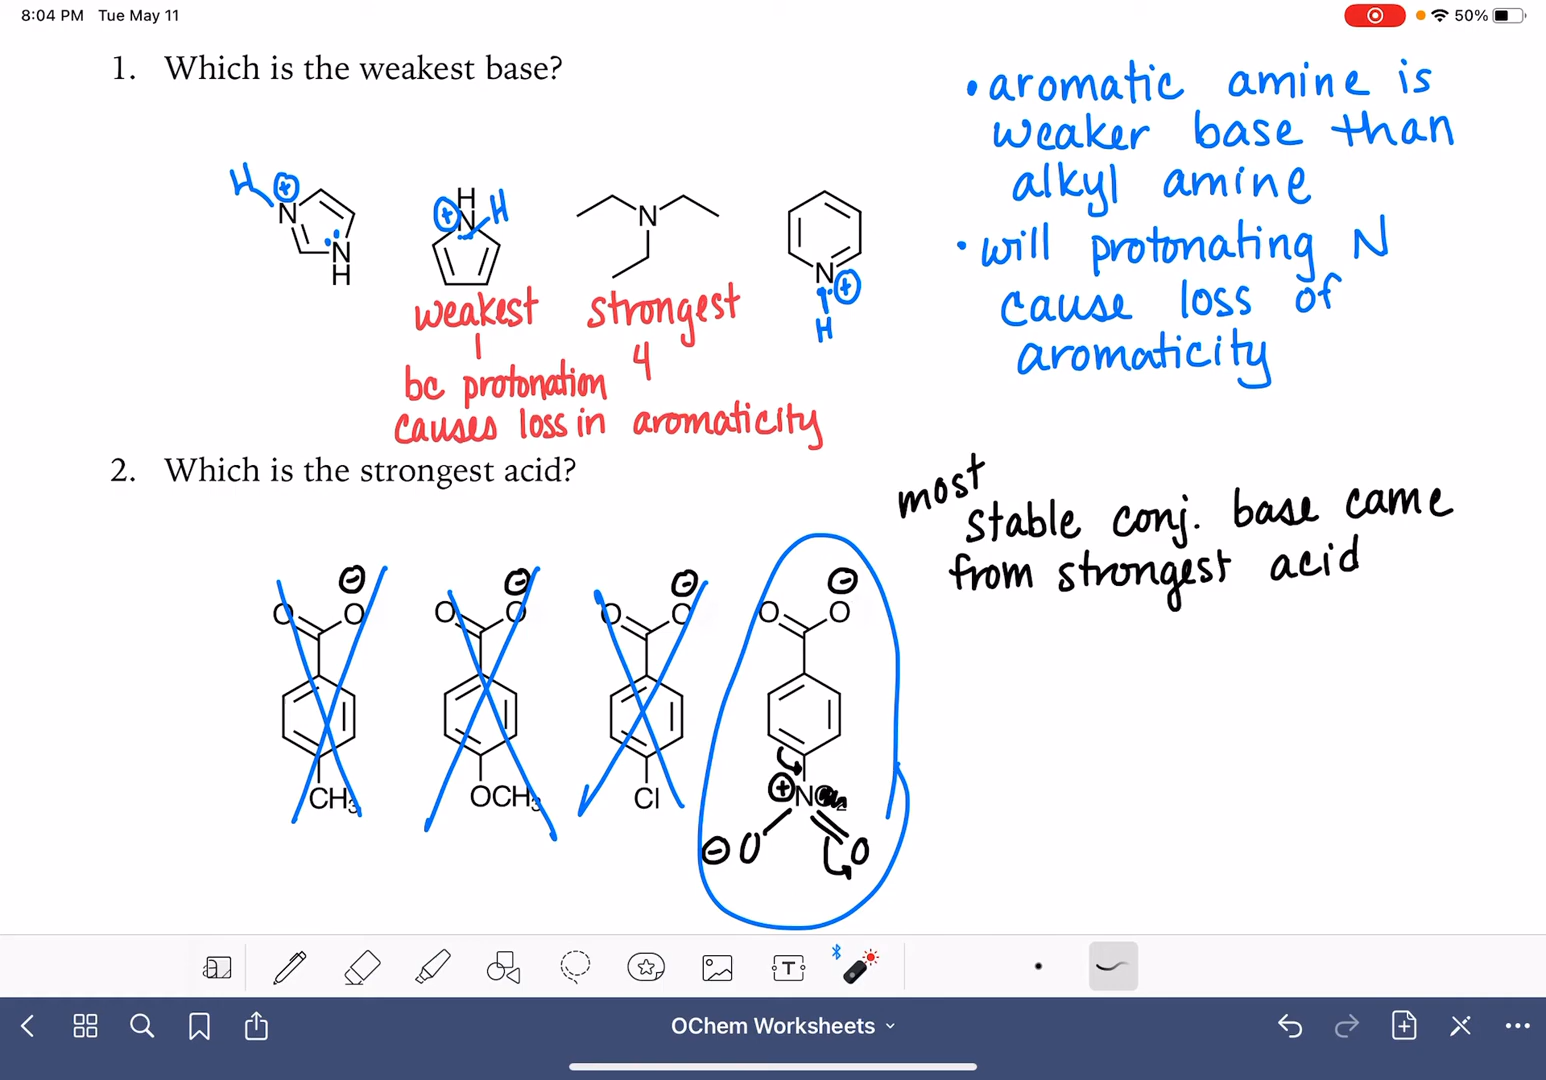 8:04 PM Tue May 11
50%
1. Which is the weakest base?
• aromatic amine is
weaker base than
alkyl amine
• will protonating N
cause loss of
aromaticity
H + N N H
H + N H
N
N + H
weakest strongest
1 4
bc protonation
causes loss in aromaticity
2. Which is the strongest acid?
most
stable conj. base came
from strongest acid
O O −
O O −
O O −
O O −
CH3
OCH3
Cl
+ N
− O O
T
OChem Worksheets